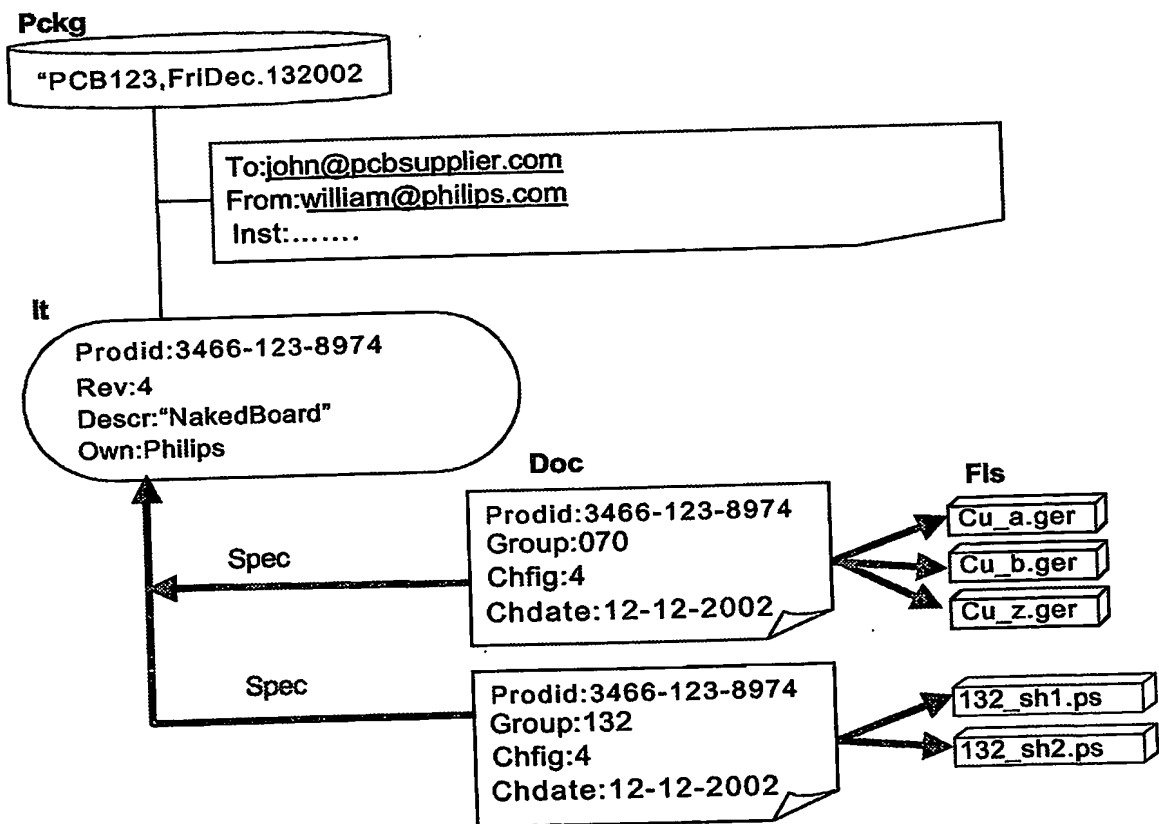 Pckg
“PCB123,FriDec.132002
To:john@pcbsupplier.com
From:william@philips.com
Inst:.......
It
Prodid:3466-123-8974
Rev:4
Descr:“NakedBoard”
Own:Philips
Doc
Fls
Prodid:3466-123-8974
Group:070
Chfig:4
Chdate:12-12-2002
Cu_a.ger
Cu_b.ger
Cu_z.ger
Spec
Spec
Prodid:3466-123-8974
Group:132
Chfig:4
Chdate:12-12-2002
132_sh1.ps
132_sh2.ps